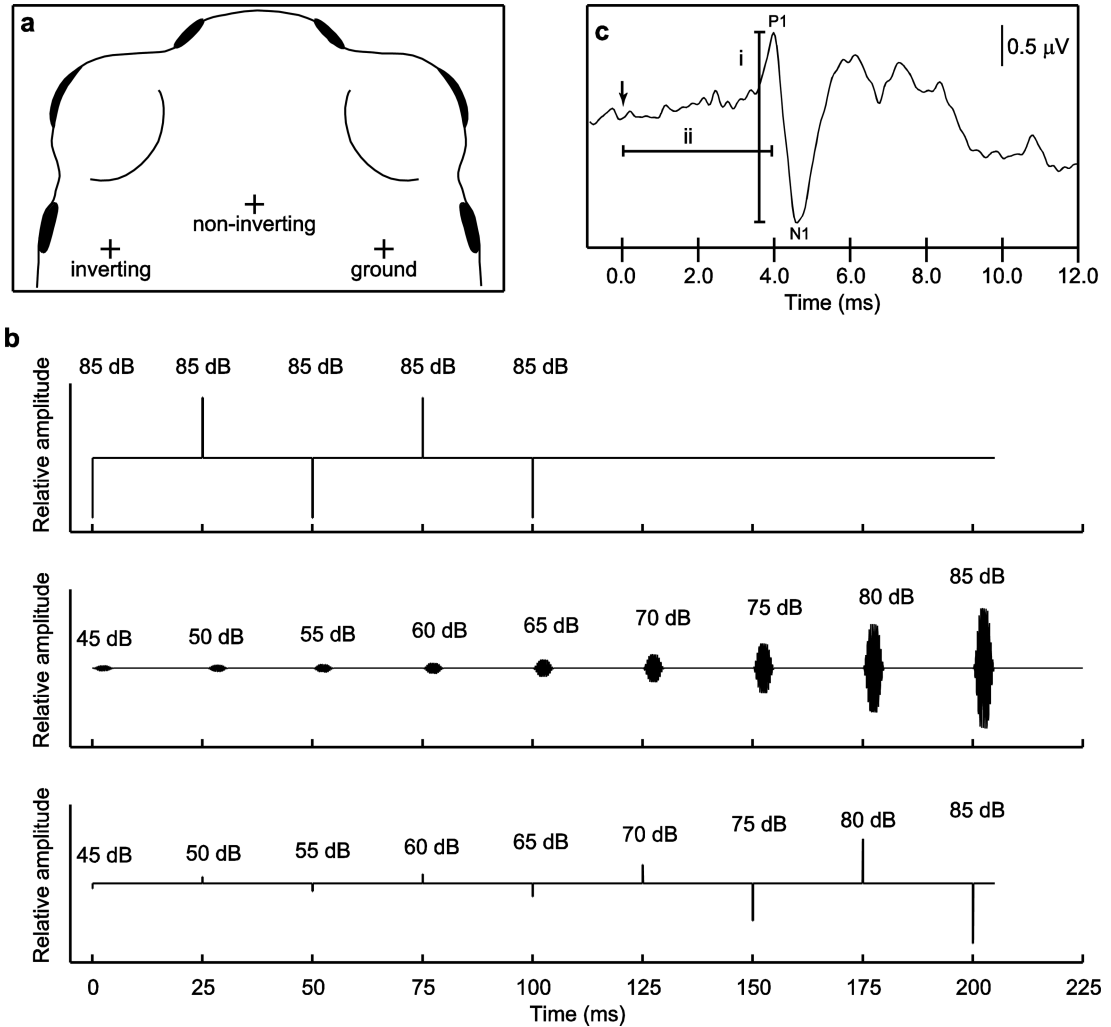 a
non-inverting
inverting
ground
c
P1
0.5 µV
i
ii
N1
0.0 2.0 4.0 6.0 8.0 10.0 12.0
Time (ms)
b
85 dB 85 dB 85 dB 85 dB 85 dB
Relative amplitude
45 dB 50 dB 55 dB 60 dB 65 dB 70 dB 75 dB 80 dB 85 dB
Relative amplitude
45 dB 50 dB 55 dB 60 dB 65 dB 70 dB 75 dB 80 dB 85 dB
Relative amplitude
0 25 50 75 100 125 150 175 200 225
Time (ms)